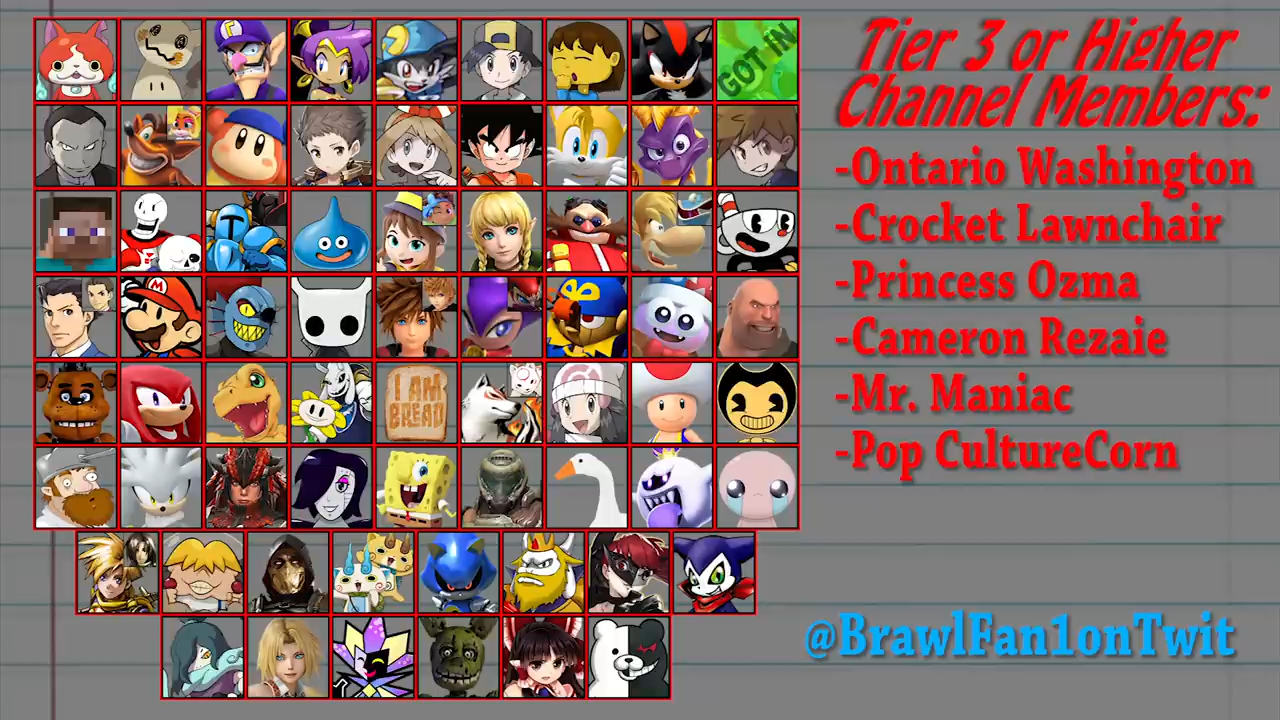 GOT IN
I AM
BREAD
Tier 3 or Higher
Channel Members:
-Ontario Washington
-Crocket Lawnchair
-Princess Ozma
-Cameron Rezaie
-Mr. Maniac
-Pop CultureCorn
@BrawlFan1onTwit